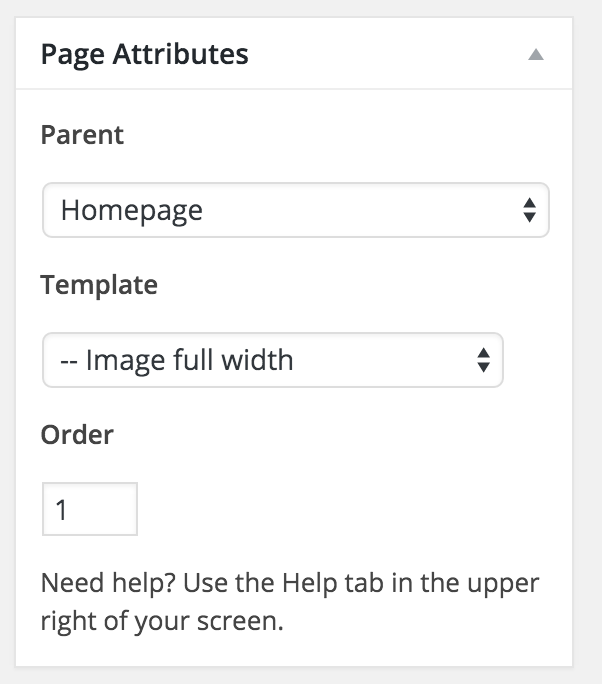 Page Attributes
Parent
Homepage
Template
-- Image full width
Order
1
Need help? Use the Help tab in the upper
right of your screen.